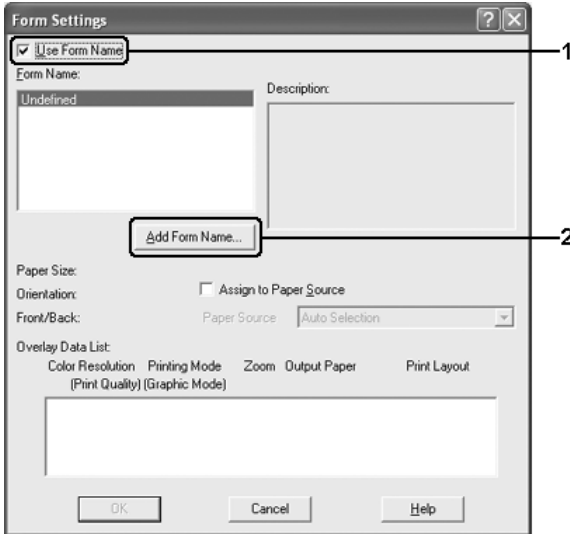 Form Settings
Use Form Name
1
Form Name:
Description:
Undefined
Add Form Name...
2
Paper Size:
Orientation:
Assign to Paper Source
Front/Back:
Paper Source
Auto Selection
Overlay Data List:
Color Resolution Printing Mode Zoom Output Paper Print Layout
(Print Quality) (Graphic Mode)
OK Cancel Help